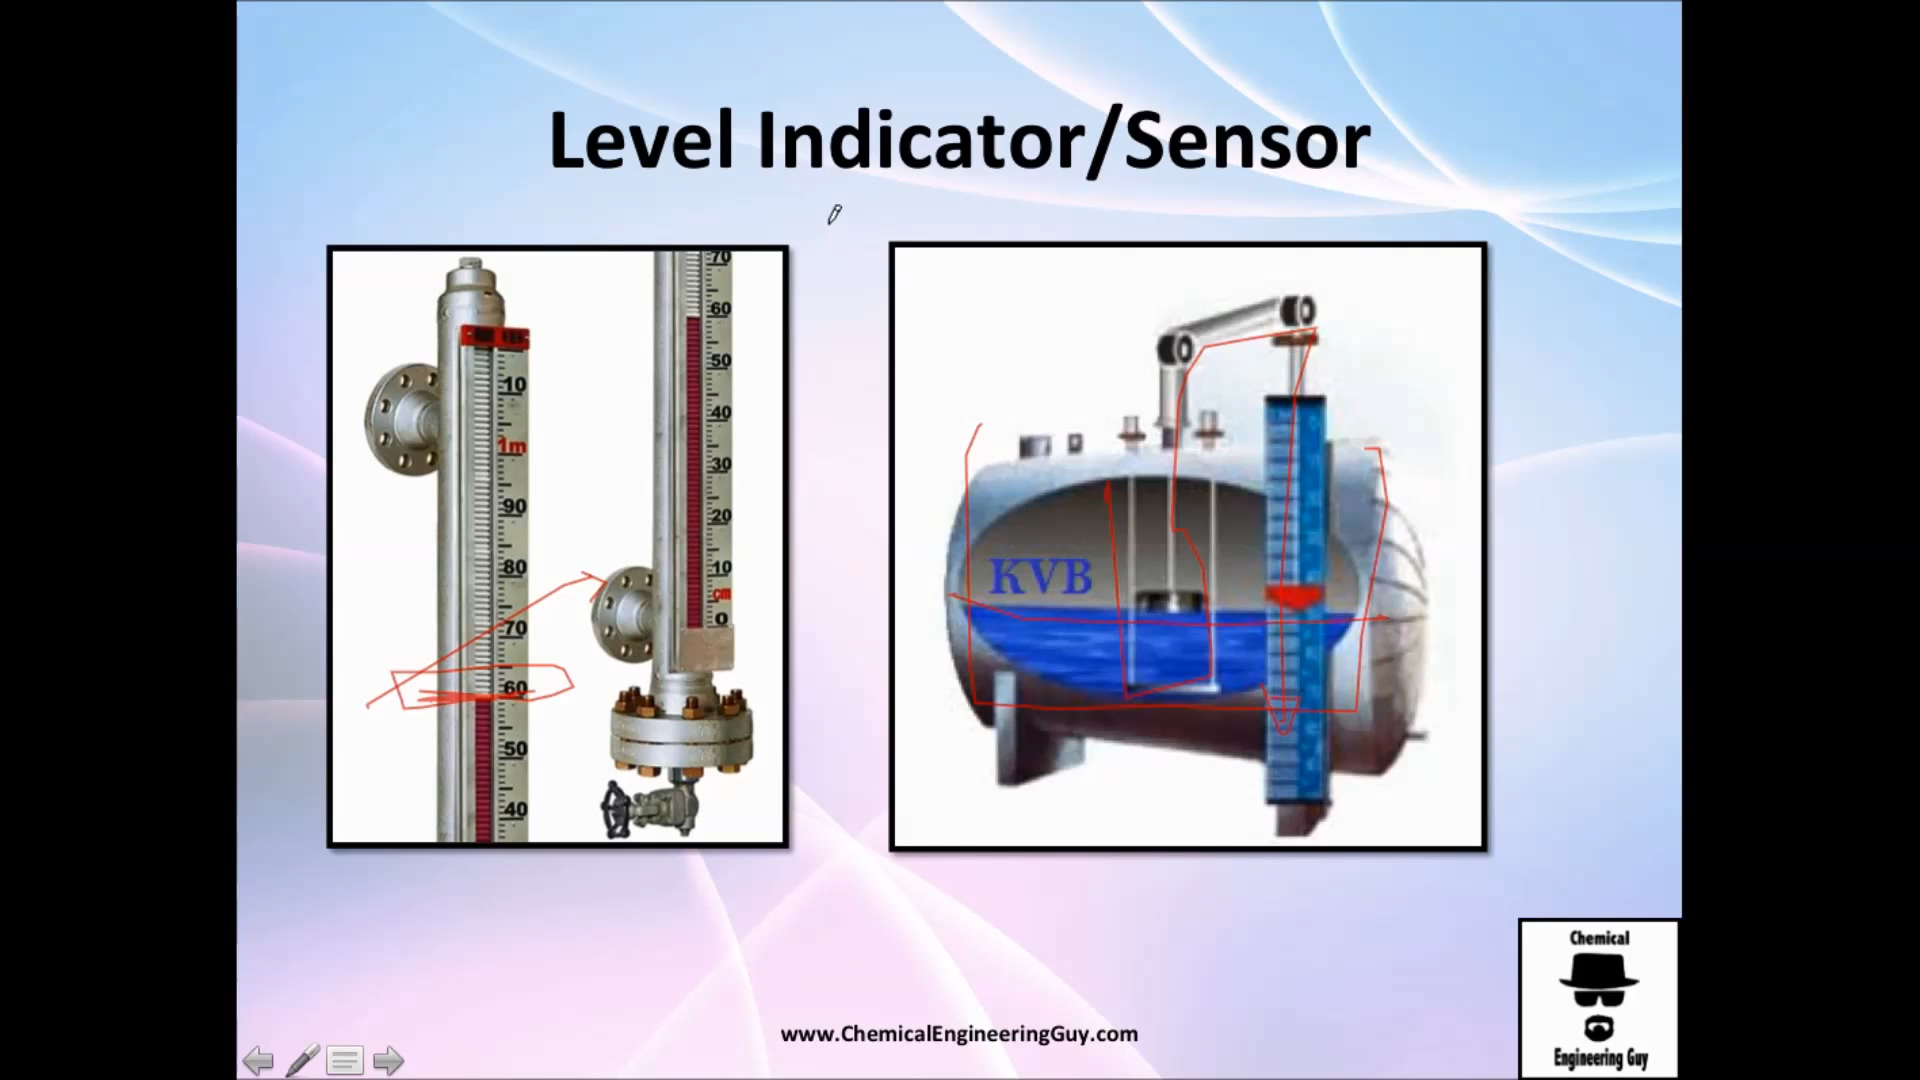 Level Indicator/Sensor
10
1m
90
80
70
60
50
40
70
60
50
40
30
20
10
cm
0
KVB
Chemical
Engineering Guy
www.ChemicalEngineeringGuy.com